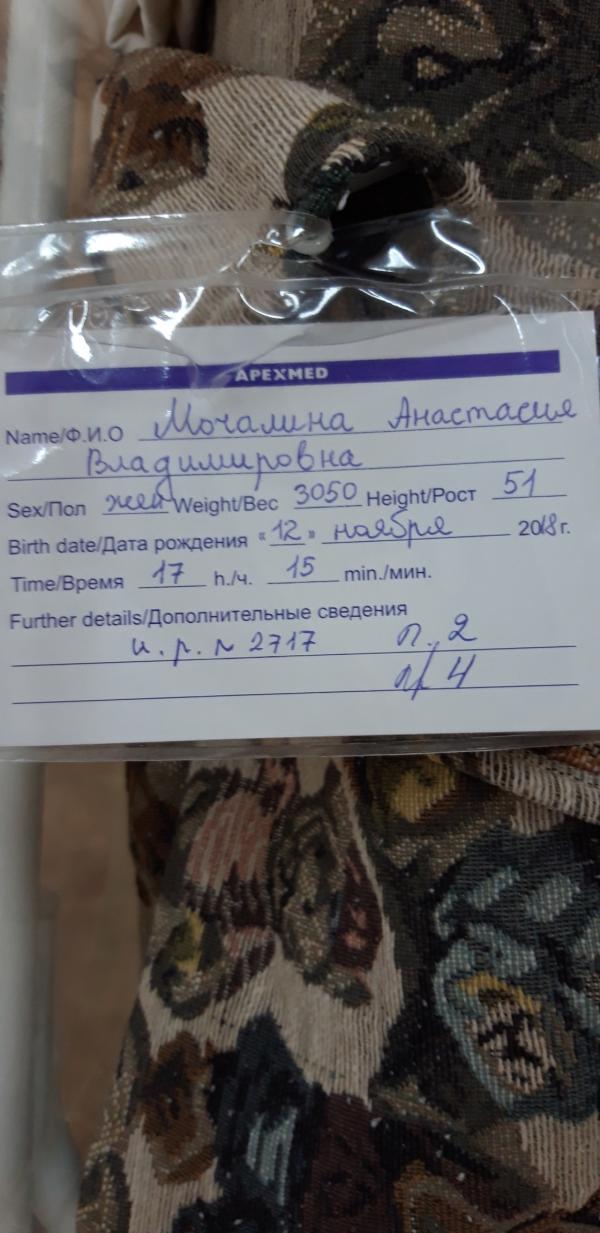 APEXMED
Name/Ф.И.О Мочалина Анастасия
Владимировна
Sex/Пол жен Weight/Вес 3050 Height/Рост 51
Birth date/Дата рождения «12» ноября 2018г.
Time/Время 17 h./ч. 15 min./мин.
Further details/Дополнительные сведения
и.р. № 2717 п. 2
4